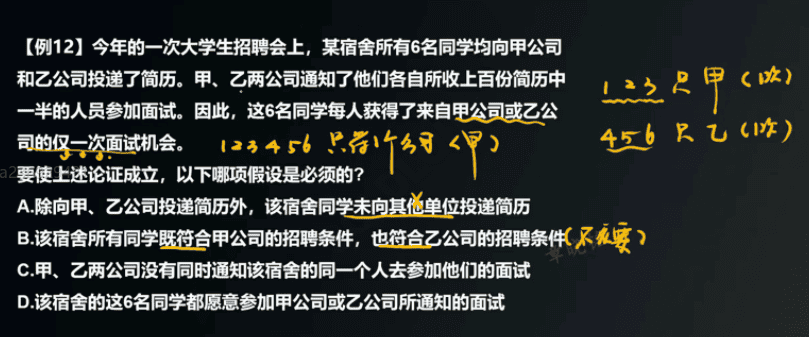 【例12】今年的一次大学生招聘会上，某宿舍所有6名同学均向甲公司
和乙公司投递了简历。甲、乙两公司通知了他们各自所收上百份简历中
一半的人员参加面试。因此，这6名同学每人获得了来自甲公司或乙公
司的仅一次面试机会。
123456 只有1个公司（甲）
123只甲（1次）
456只乙（1次）
要使上述论证成立，以下哪项假设是必须的？
A.除向甲、乙公司投递简历外，该宿舍同学未向其他单位投递简历
B.该宿舍所有同学既符合甲公司的招聘条件，也符合乙公司的招聘条件（不必要）
C.甲、乙两公司没有同时通知该宿舍的同一个人去参加他们的面试
D.该宿舍的这6名同学都愿意参加甲公司或乙公司所通知的面试